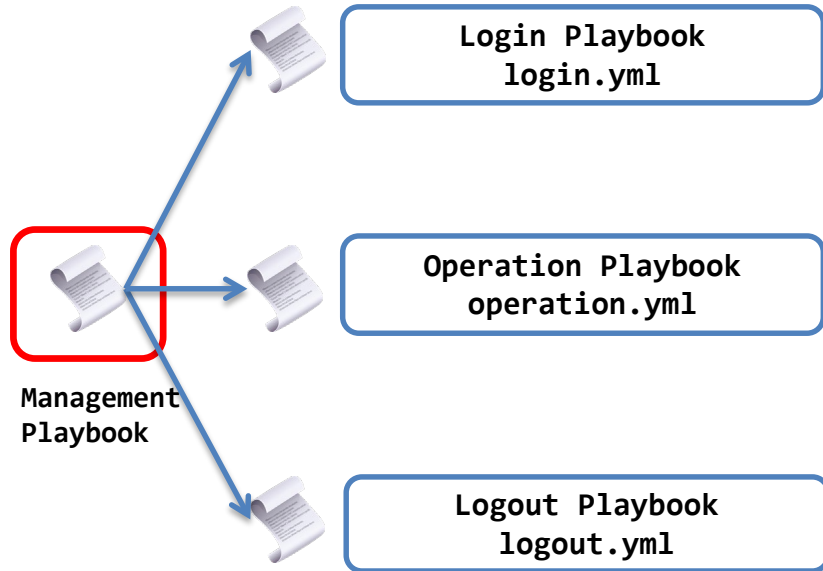 Login Playbook
login.yml
Operation Playbook
operation.yml
Management
Playbook
Logout Playbook
logout.yml